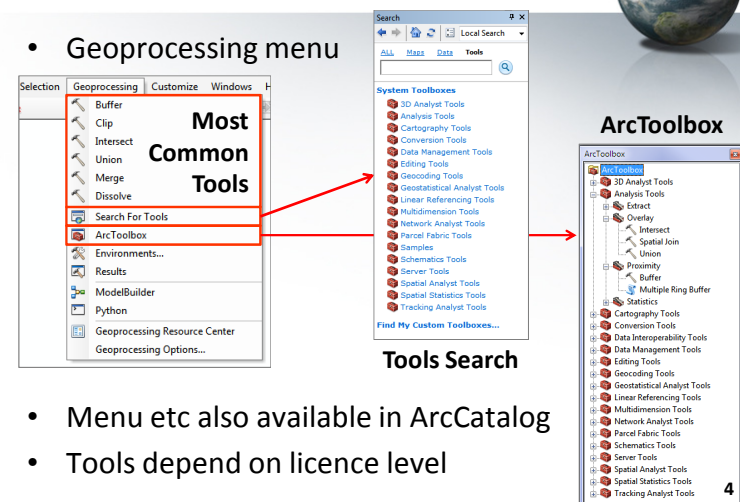 • Geoprocessing menu
Selection Geoprocessing Customize Windows H
Buffer
Clip
Intersect
Union
Merge
Dissolve
Most
Common
Tools
Search For Tools
ArcToolbox
Environments...
Results
ModelBuilder
Python
Geoprocessing Resource Center
Geoprocessing Options...
Search
Local Search
ALL Maps Data Tools
System Toolboxes
3D Analyst Tools
Analysis Tools
Cartography Tools
Conversion Tools
Data Management Tools
Editing Tools
Geocoding Tools
Geostatistical Analyst Tools
Linear Referencing Tools
Multidimension Tools
Network Analyst Tools
Parcel Fabric Tools
Samples
Schematics Tools
Server Tools
Spatial Analyst Tools
Spatial Statistics Tools
Tracking Analyst Tools
Find My Custom Toolboxes...
Tools Search
ArcToolbox
ArcToolbox
ArcToolbox
3D Analyst Tools
Analysis Tools
Extract
Overlay
Intersect
Spatial Join
Union
Proximity
Buffer
Multiple Ring Buffer
Statistics
Cartography Tools
Conversion Tools
Data Interoperability Tools
Data Management Tools
Editing Tools
Geocoding Tools
Geostatistical Analyst Tools
Linear Referencing Tools
Multidimension Tools
Network Analyst Tools
Parcel Fabric Tools
Schematics Tools
Server Tools
Spatial Analyst Tools
Spatial Statistics Tools
Tracking Analyst Tools
• Menu etc also available in ArcCatalog
• Tools depend on licence level
4